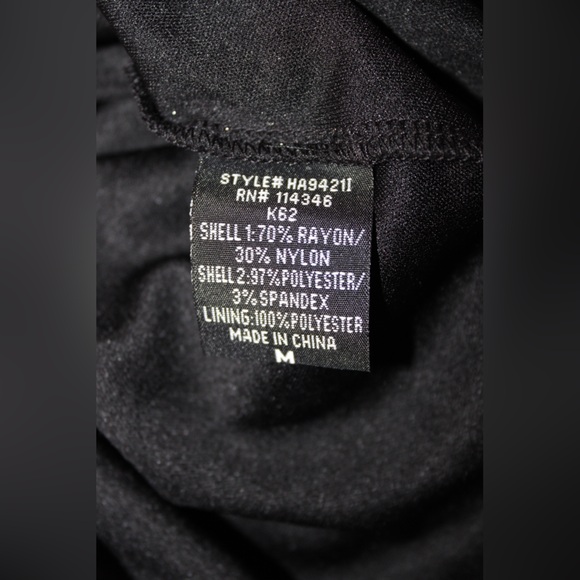 STYLE# HA9421I
RN# 114346
K62
SHELL 1:70% RAYON/
30% NYLON
SHELL 2:97%POLYESTER/
3% SPANDEX
LINING:100%POLYESTER
MADE IN CHINA
M